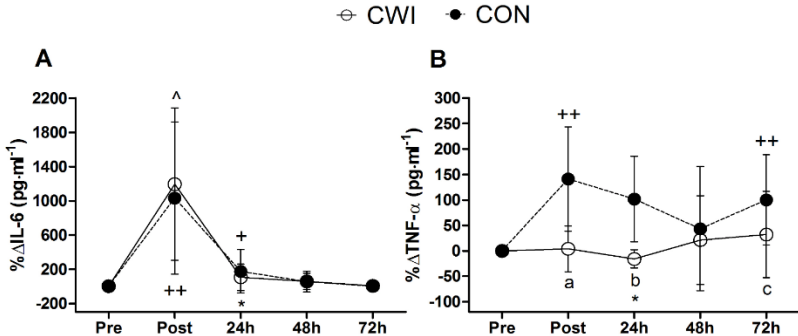 CWI CON
A
%ΔIL-6 (pg·ml⁻¹)
2200
1800
1400
1000
600
200
-200
^
++
+
*
Pre Post 24h 48h 72h
B
%ΔTNF-α (pg·ml⁻¹)
300
250
200
150
100
50
0
-50
-100
++
++
a
b
*
c
Pre Post 24h 48h 72h